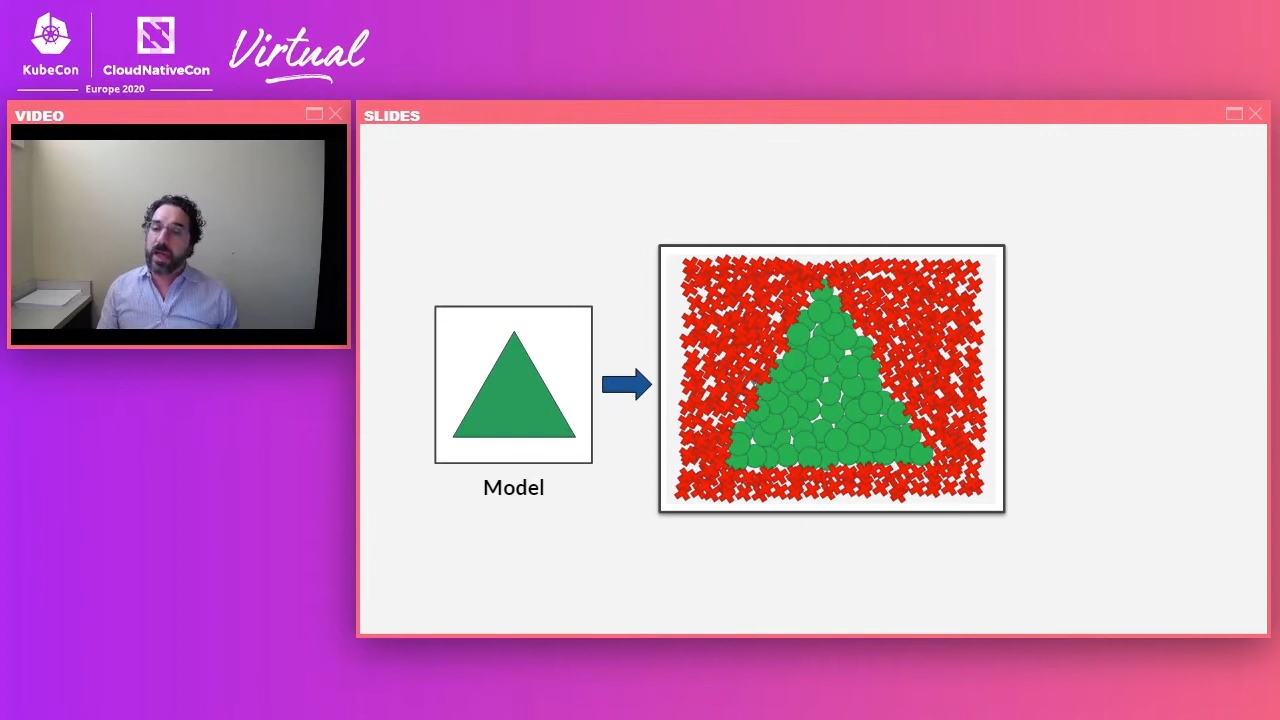 KubeCon
CloudNativeCon
Europe 2020
Virtual
VIDEO
SLIDES
Model